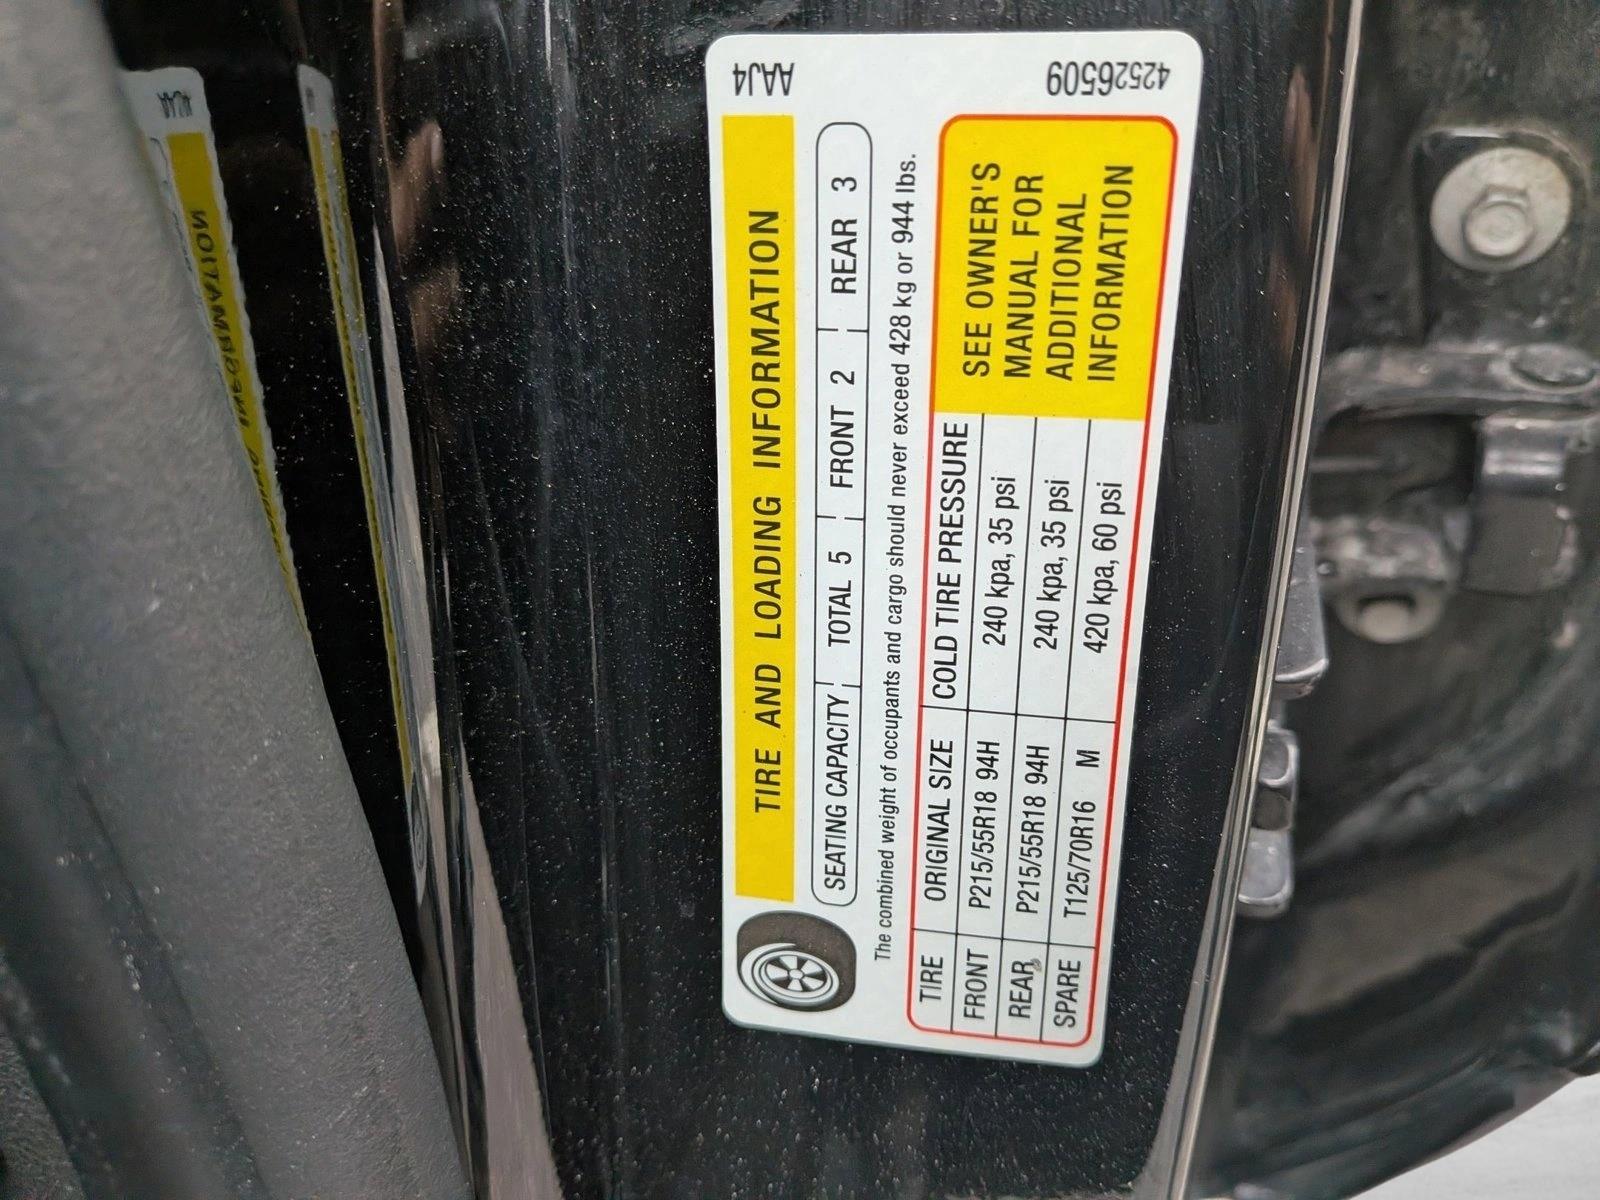 TIRE AND LOADING INFORMATION
SEATING CAPACITY TOTAL 5 FRONT 2 REAR 3
The combined weight of occupants and cargo should never exceed 428 kg or 944 lbs.
TIRE ORIGINAL SIZE COLD TIRE PRESSURE
FRONT P215/55R18 94H 240 kpa, 35 psi
REAR P215/55R18 94H 240 kpa, 35 psi
SPARE T125/70R16 M 420 kpa, 60 psi
SEE OWNER'S
MANUAL FOR
ADDITIONAL
INFORMATION
AAJ4
42526509